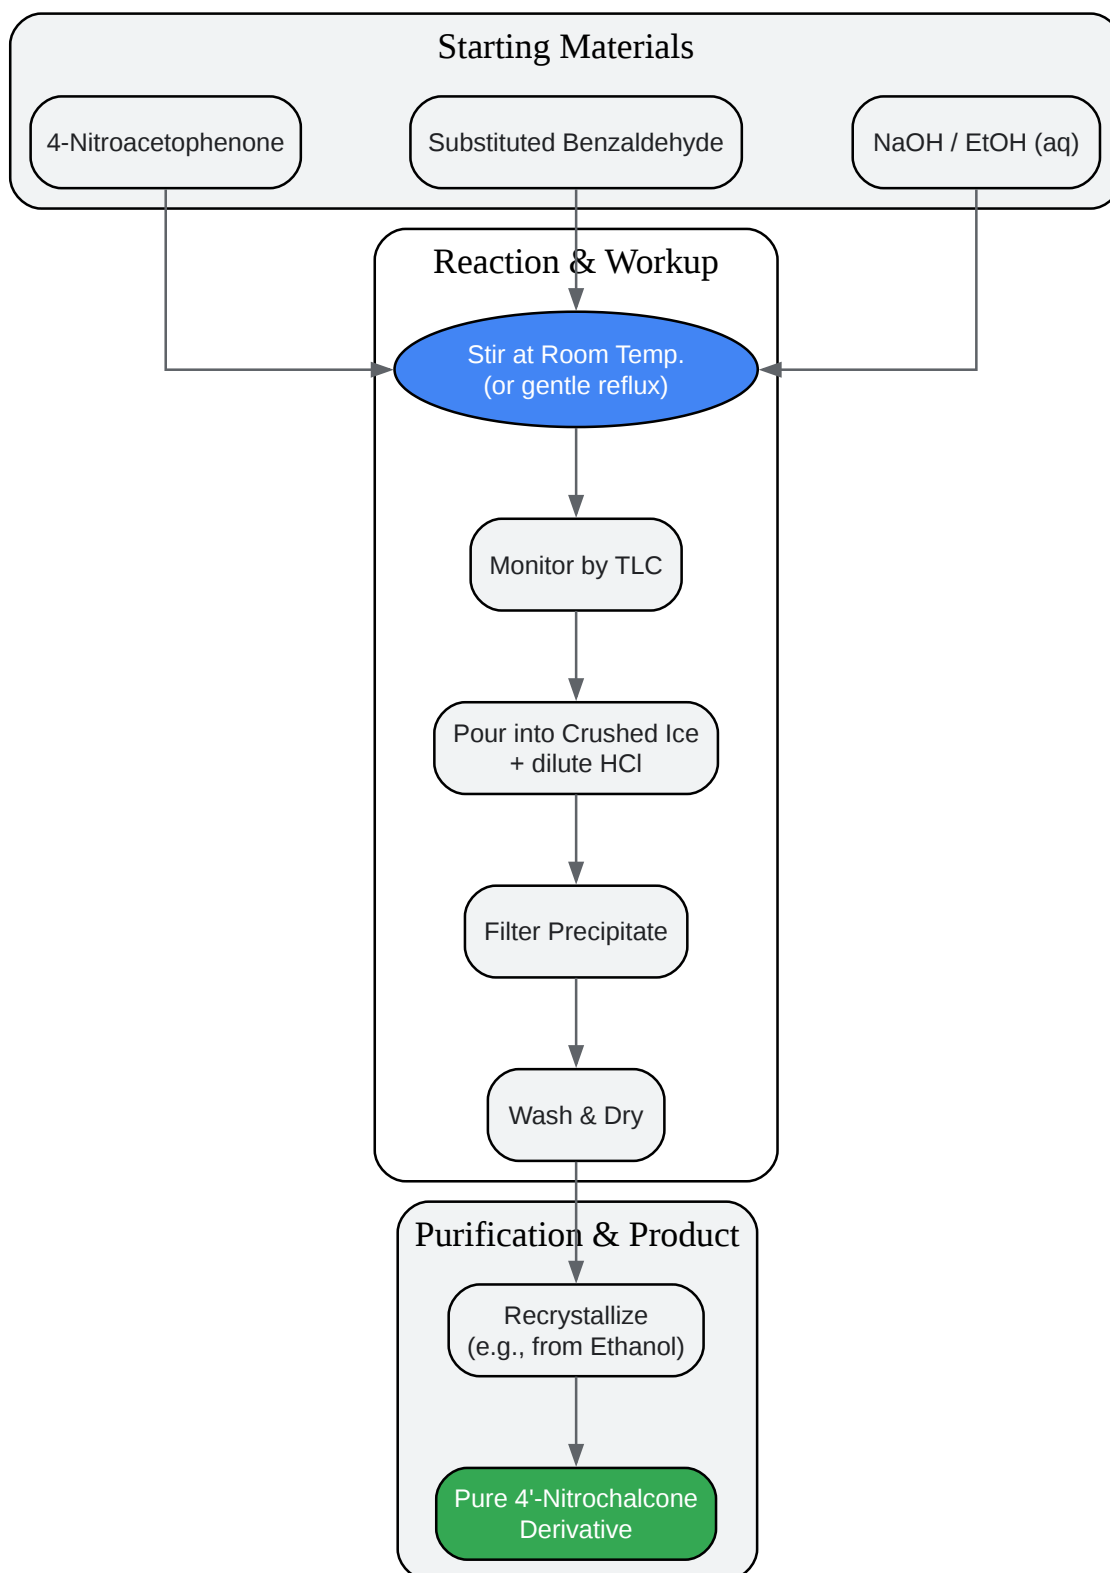 Starting Materials
4-Nitroacetophenone
Substituted Benzaldehyde
NaOH / EtOH (aq)
Reaction & Workup
Stir at Room Temp.
(or gentle reflux)
Monitor by TLC
Pour into Crushed Ice
+ dilute HCl
Filter Precipitate
Wash & Dry
Purification & Product
Recrystallize
(e.g., from Ethanol)
Pure 4'-Nitrochalcone
Derivative